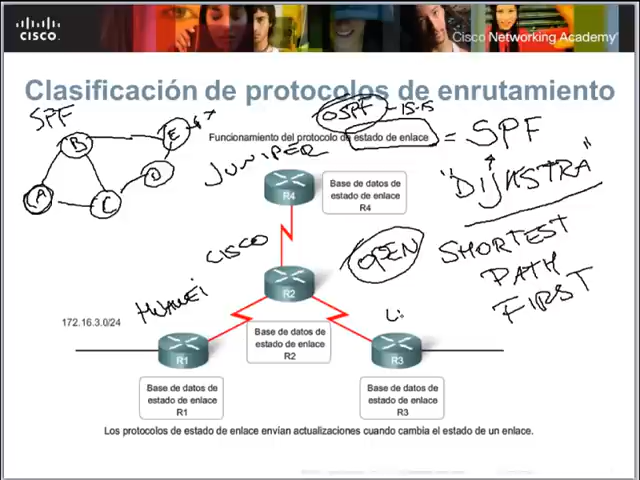 CISCO
Cisco Networking Academy
Clasificación de protocolos de enrutamiento
SPF
OSPF
Funcionamiento del protocolo de estado de enlace
= SPF
A
B
C
D
E
JUNIPER
"DIJKSTRA"
R4
Base de datos de
estado de enlace
R4
CISCO
OPEN
SHORTEST
PATH
FIRST
R2
HUAWEI
172.16.3.0/24
Base de datos de
estado de enlace
R2
R1
R3
Base de datos de
estado de enlace
R1
Base de datos de
estado de enlace
R3
Los protocolos de estado de enlace envían actualizaciones cuando cambia el estado de un enlace.